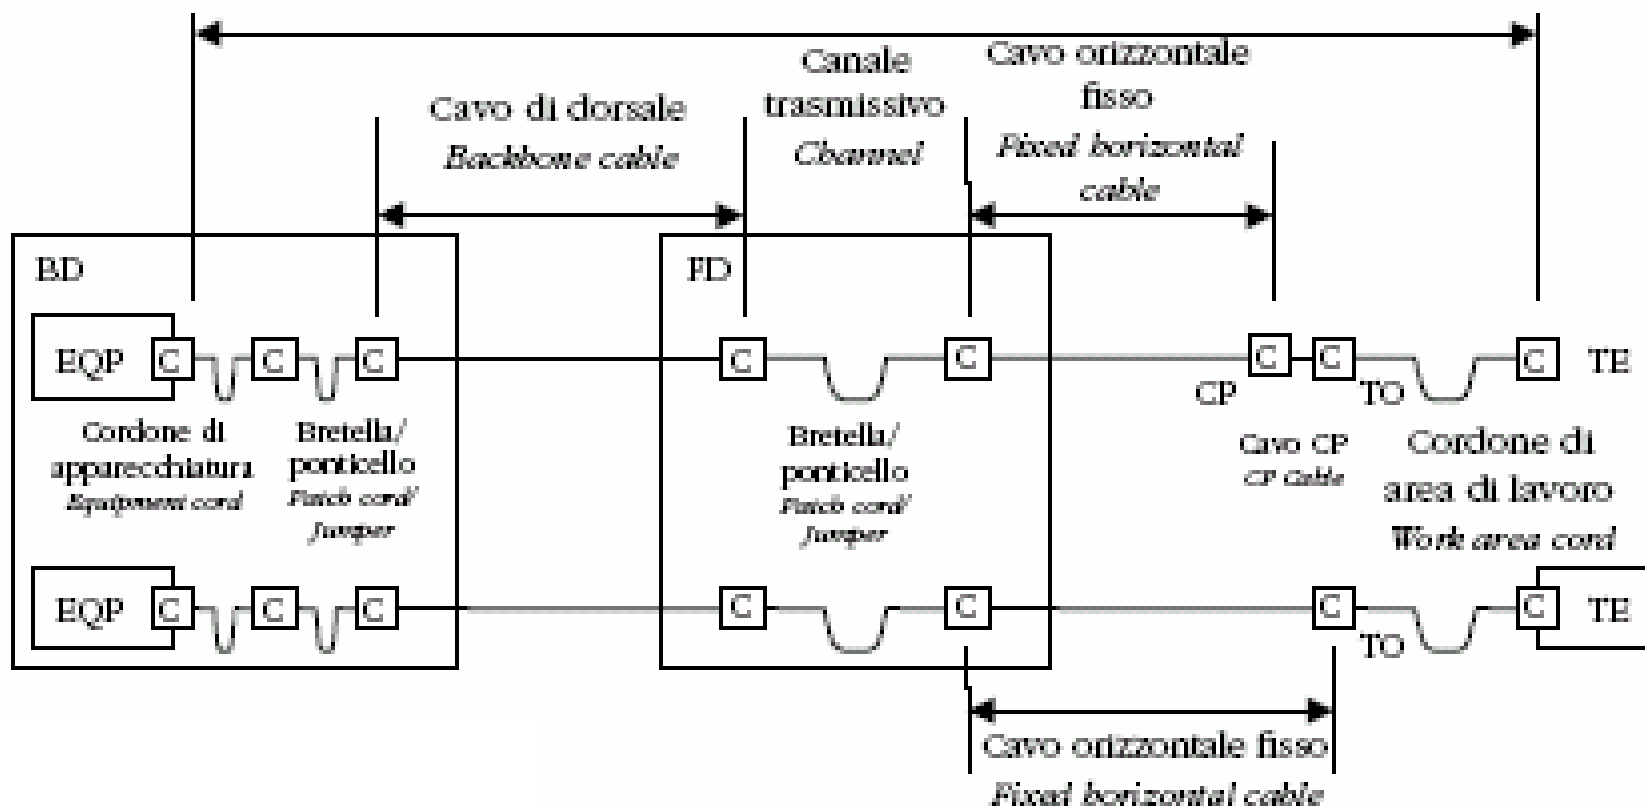 Canale
trasmissivo
Channel
Cavo orizzontale
fisso
Fixed horizontal
cable
Cavo di dorsale
Backbone cable
BD
FD
EQP C C C C C C C C TE
CP TO
Cordone di
apparecchiatura
Equipment cord
Bretella/
ponticello
Patch cord/
Jumper
Bretella/
ponticello
Patch cord/
Jumper
Cavo CP
CP Cable
Cordone di
area di lavoro
Work area cord
EQP C C C C C C C TE
TO
Cavo orizzontale fisso
Fixed horizontal cable